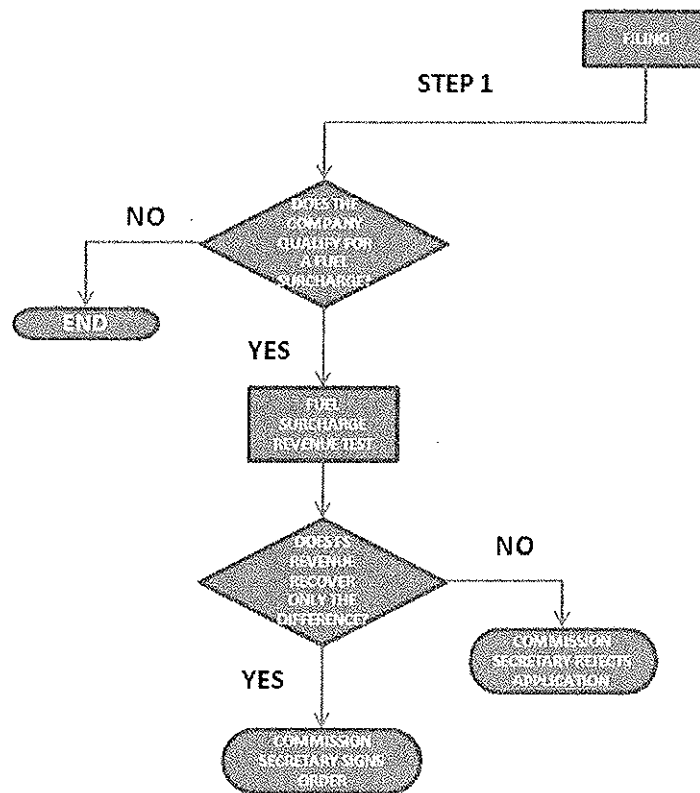 FILING
STEP 1
DOES THE
COMPANY
QUALIFY FOR
A FUEL
SURCHARGE?
NO
END
YES
FUEL
SURCHARGE
REVENUE TEST
DOES FS
REVENUE
RECOVER
ONLY THE
DIFFERENCE?
NO
COMMISSION
SECRETARY REJECTS
APPLICATION
YES
COMMISSION
SECRETARY SIGNS
ORDER